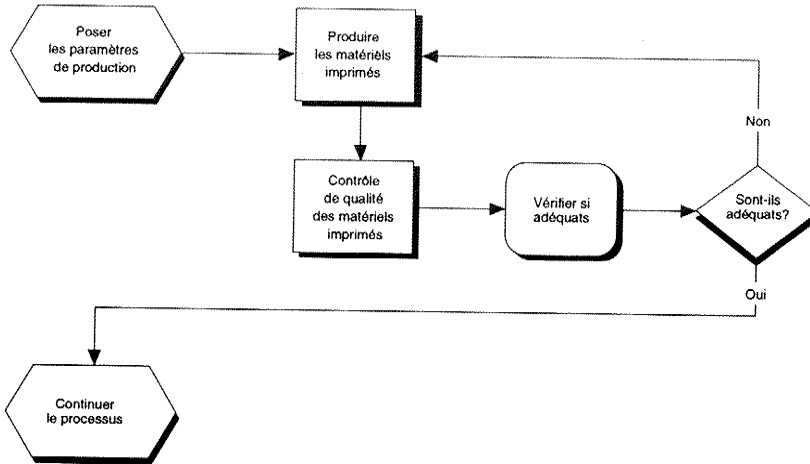 Poser
les paramètres
de production
Produire
les matériels
imprimés
Non
Contrôle
de qualité
des matériels
imprimés
Vérifier si
adéquats
Sont-ils
adéquats?
Oui
Continuer
le processus